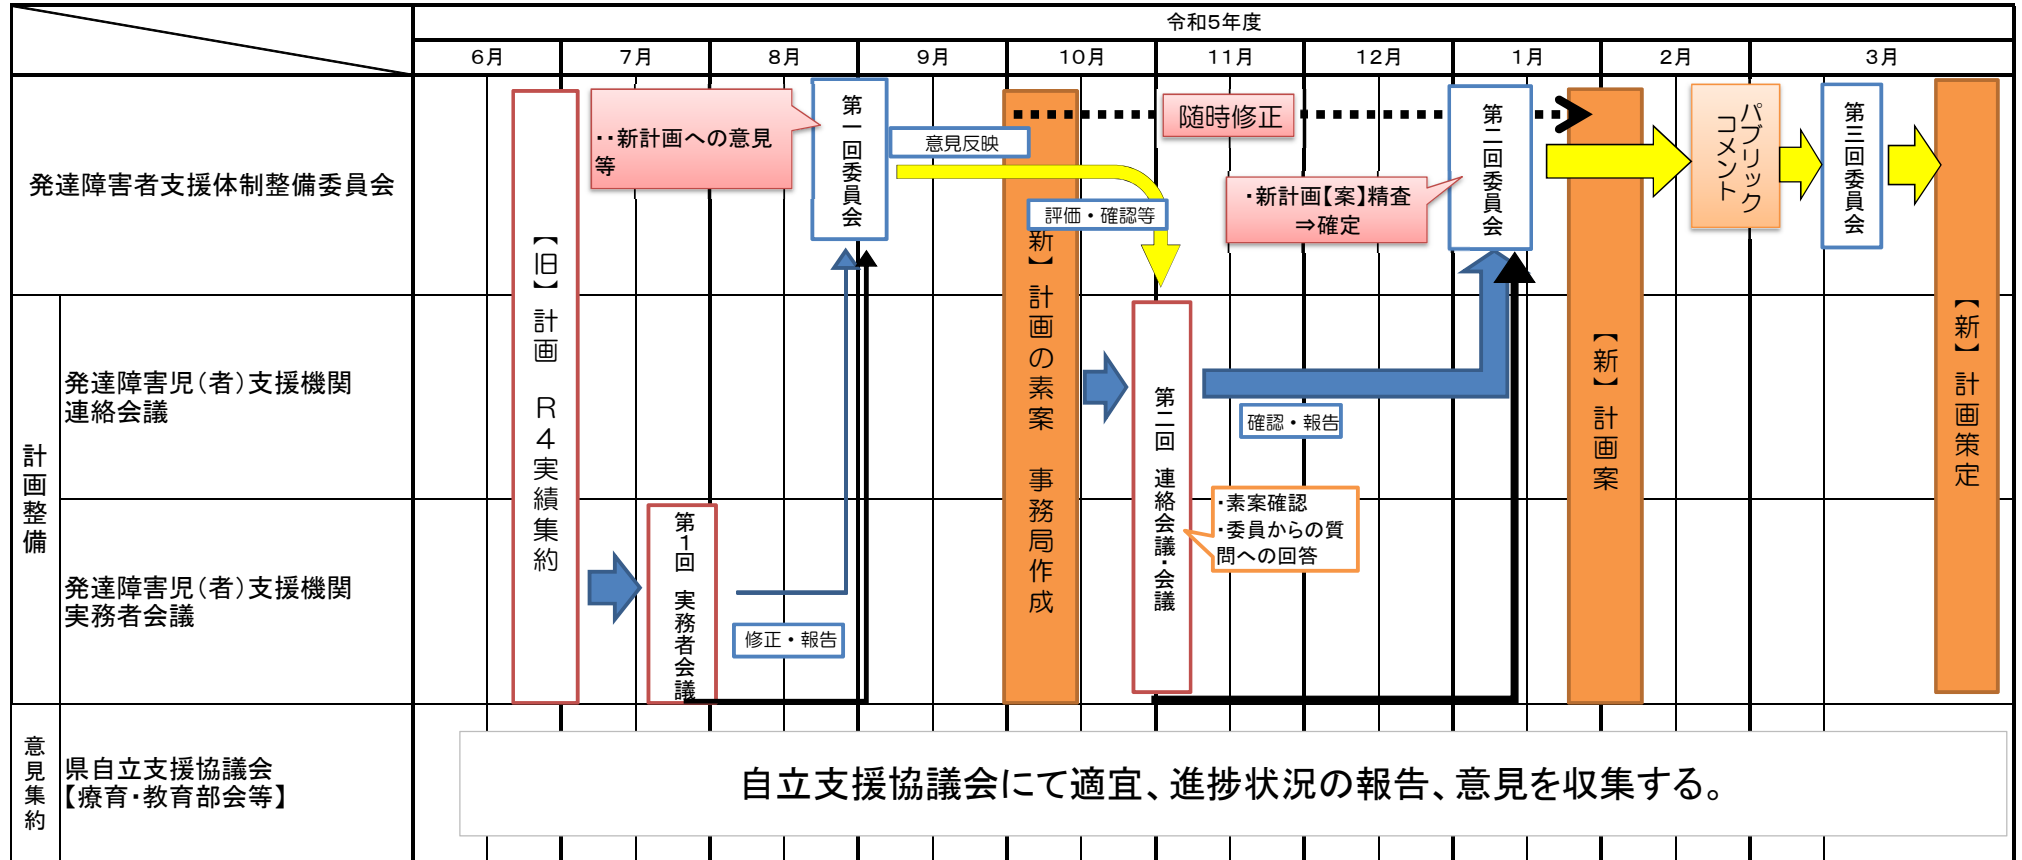 令和5年度
6月
7月
8月
9月
10月
11月
12月
1月
2月
3月
発達障害者支援体制整備委員会
計画整備
発達障害児(者)支援機関
連絡会議
発達障害児(者)支援機関
実務者会議
意見集約
県自立支援協議会
【療育・教育部会等】
【旧】計画　R4実績集約
第1回　実務者会議
修正・報告
・・新計画への意見
等
第一回委員会
意見反映
評価・確認等
新】計画の素案　事務局作成
随時修正
第二回　連絡会議・会議
・素案確認
・委員からの質
問への回答
確認・報告
・新計画【案】精査
⇒確定
第二回委員会
【新】計画案
パブリック
コメント
第三回委員会
【新】計画策定
自立支援協議会にて適宜、進捗状況の報告、意見を収集する。